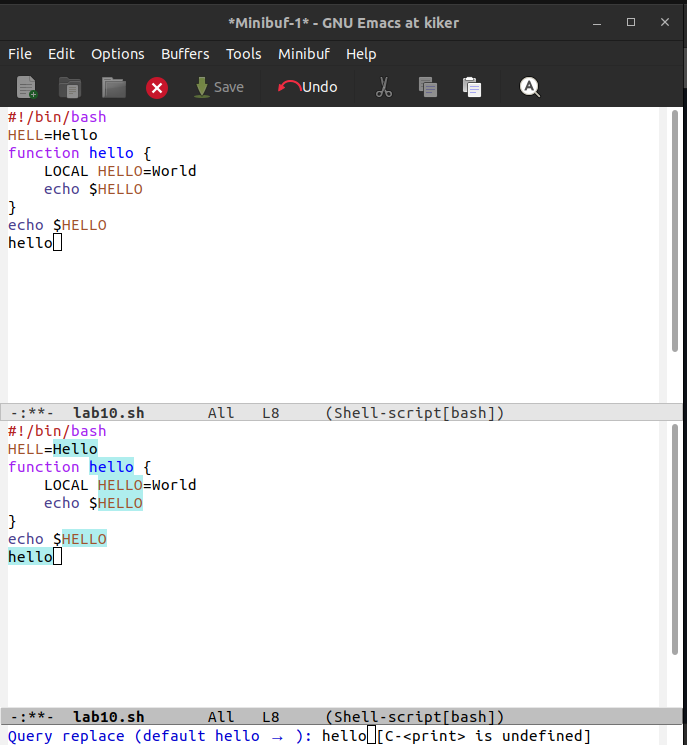 *Minibuf-1* - GNU Emacs at kiker
File Edit Options Buffers Tools Minibuf Help
Save Undo
#!/bin/bash
HELL=Hello
function hello {
    LOCAL HELLO=World
    echo $HELLO
}
echo $HELLO
hello
-:**-  lab10.sh       All   L8     (Shell-script[bash])
#!/bin/bash
HELL=Hello
function hello {
    LOCAL HELLO=World
    echo $HELLO
}
echo $HELLO
hello
-:**-  lab10.sh       All   L8     (Shell-script[bash])
Query replace (default hello → ): hello[C-<print> is undefined]